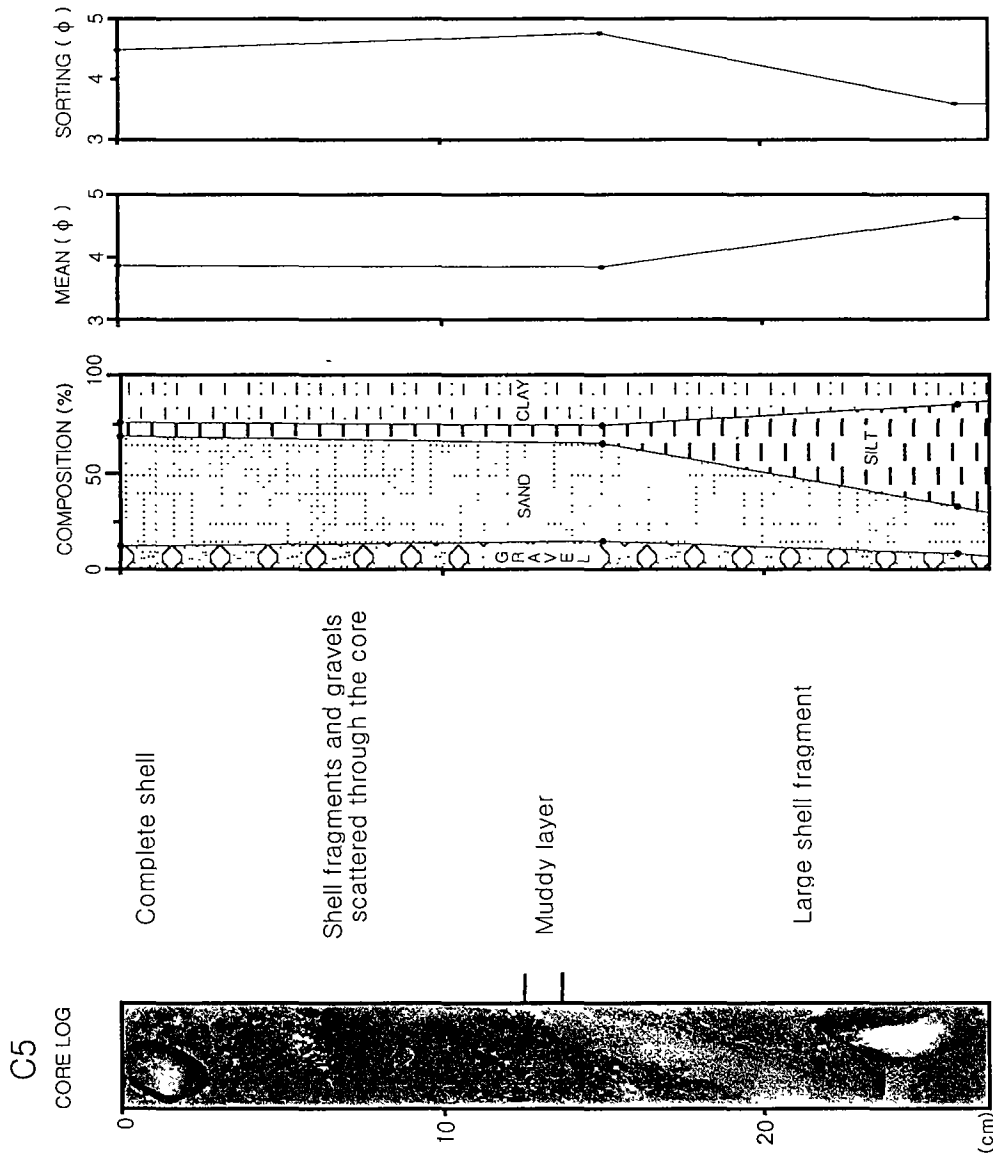 C5
CORE LOG
0
10
20
(cm)
Complete shell
Shell fragments and gravels
scattered through the core
Muddy layer
Large shell fragment
COMPOSITION (%)
0
50
100
GRAVEL
SAND
SILT
CLAY
MEAN ( ϕ )
3
4
5
SORTING ( ϕ )
3
4
5